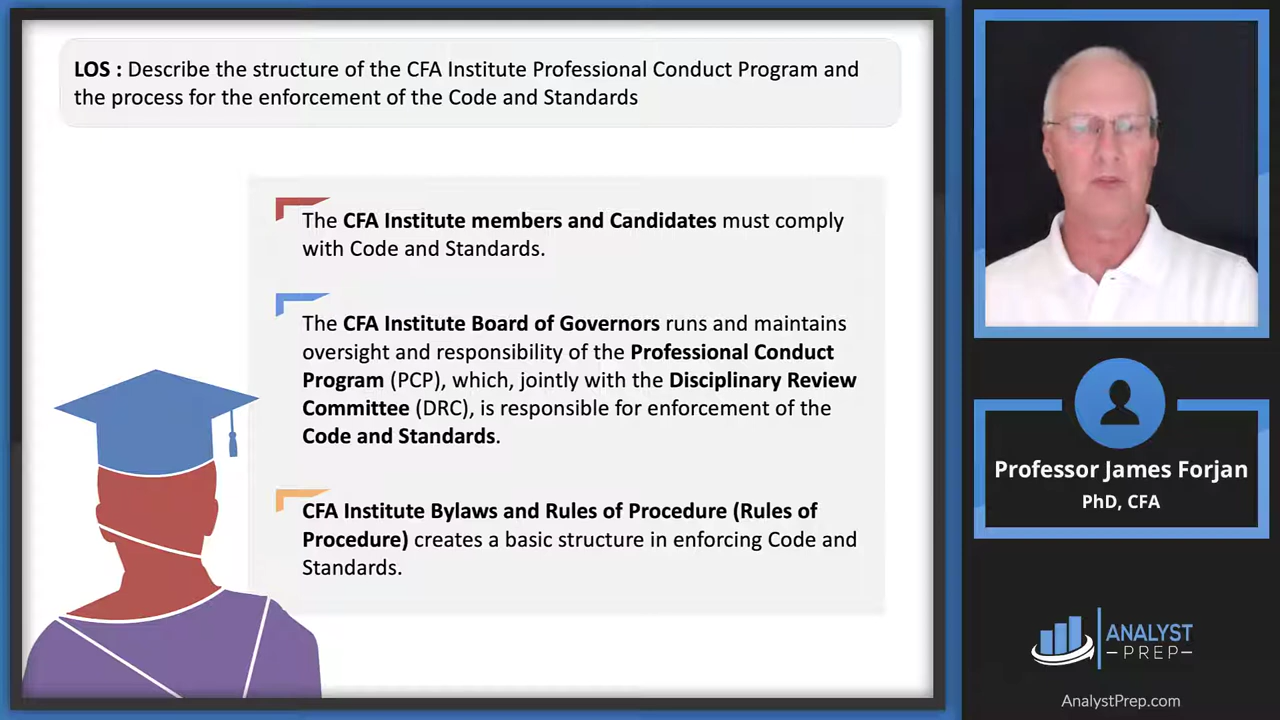 LOS : Describe the structure of the CFA Institute Professional Conduct Program and
the process for the enforcement of the Code and Standards
The CFA Institute members and Candidates must comply
with Code and Standards.
The CFA Institute Board of Governors runs and maintains
oversight and responsibility of the Professional Conduct
Program (PCP), which, jointly with the Disciplinary Review
Committee (DRC), is responsible for enforcement of the
Code and Standards.
CFA Institute Bylaws and Rules of Procedure (Rules of
Procedure) creates a basic structure in enforcing Code and
Standards.
Professor James Forjan
PhD, CFA
ANALYST
PREP
AnalystPrep.com